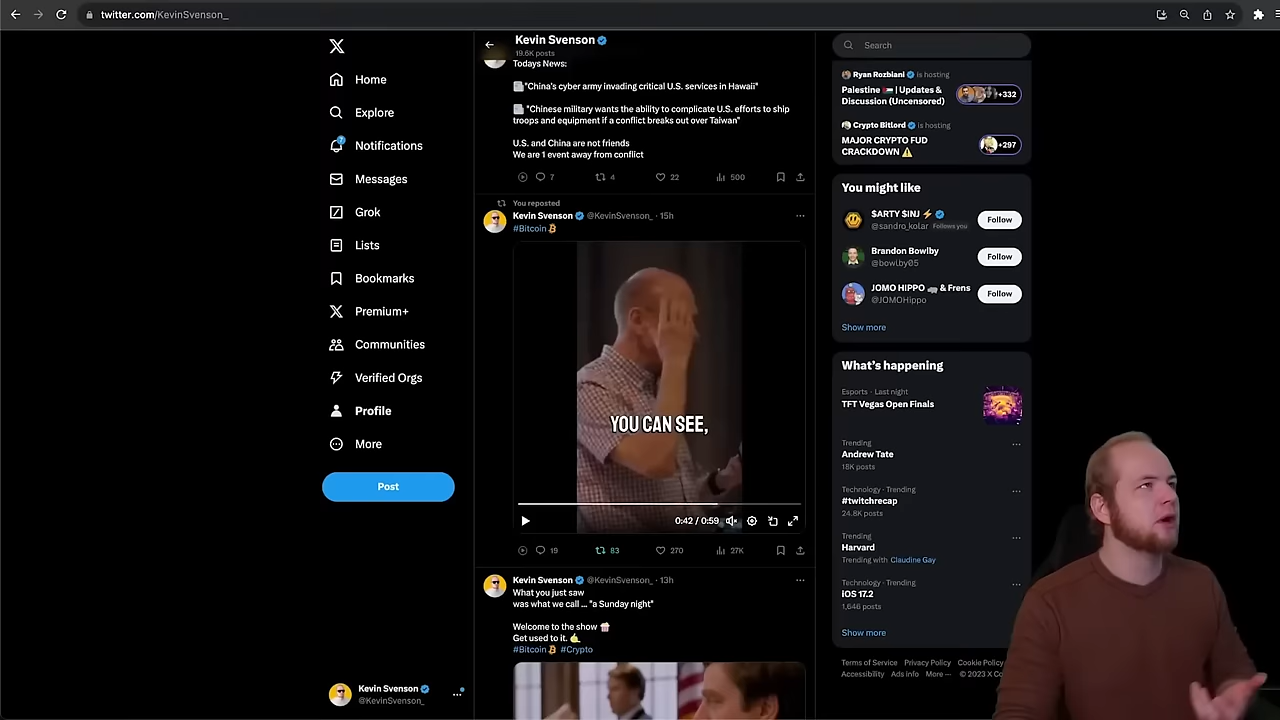 twitter.com/KevinSvenson_
Home
Explore
7
Notifications
Messages
Grok
Lists
Bookmarks
Premium+
Communities
Verified Orgs
Profile
More
Post
Kevin Svenson
@KevinSvenson_
Kevin Svenson
19.6K posts
Todays News:
"China's cyber army invading critical U.S. services in Hawaii"
"Chinese military wants the ability to complicate U.S. efforts to ship
troops and equipment if a conflict breaks out over Taiwan"
U.S. and China are not friends
We are 1 event away from conflict
7 4 22 500
You reposted
Kevin Svenson @KevinSvenson_ · 15h
#Bitcoin
YOU CAN SEE,
0:42 / 0:59
19 83 270 27K
Kevin Svenson @KevinSvenson_ · 13h
What you just saw
was what we call ... "a Sunday night"
Welcome to the show 🍿
Get used to it.
#Bitcoin #Crypto
Search
Ryan Rozbiani is hosting
Palestine 🇵🇸 | Updates &
Discussion (Uncensored)
+332
Crypto Bitlord is hosting
MAJOR CRYPTO FUD
CRACKDOWN ⚠️
+297
You might like
$ARTY $INJ ⚡
@sandro_kolar Follows you
Follow
Brandon Bowlby
@bowlby05
Follow
JOMO HIPPO 🦛 & Frens
@JOMOHippo
Follow
Show more
What's happening
Esports · Last night
TFT Vegas Open Finals
Trending
Andrew Tate
18K posts
Technology · Trending
#twitchrecap
24.8K posts
Trending
Harvard
Trending with Claudine Gay
Technology · Trending
iOS 17.2
1,646 posts
Show more
Terms of Service Privacy Policy Cookie Policy
Accessibility Ads info More ··· © 2023 X Co